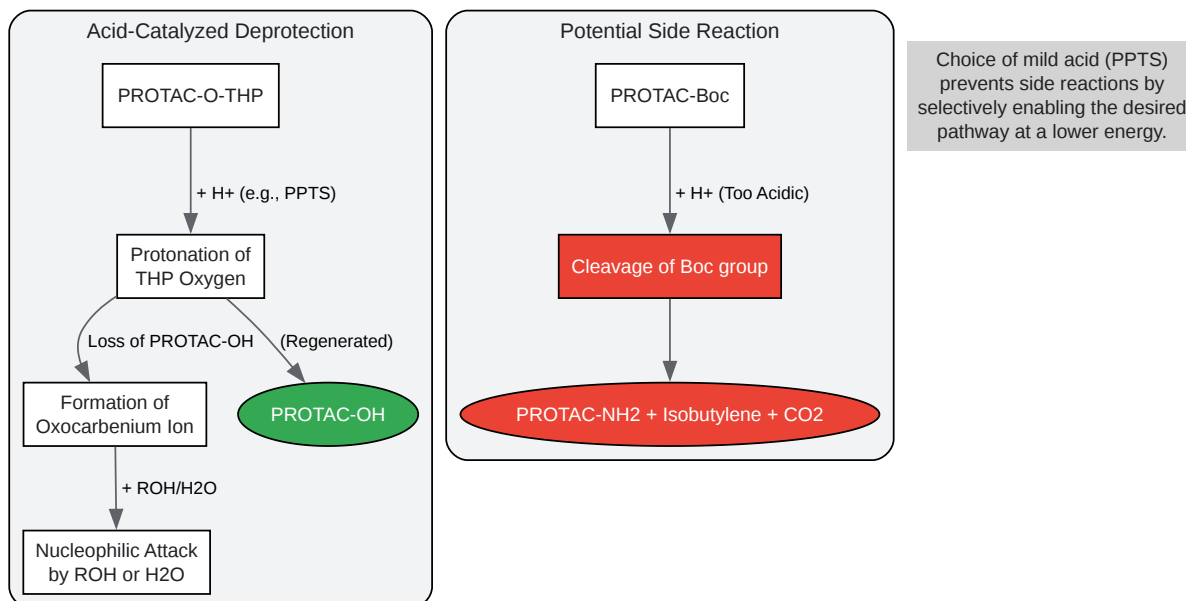 Acid-Catalyzed Deprotection
PROTAC-O-THP
+ H+ (e.g., PPTS)
Protonation of
THP Oxygen
Loss of PROTAC-OH
(Regenerated)
Formation of
Oxocarbenium Ion
PROTAC-OH
+ ROH/H2O
Nucleophilic Attack
by ROH or H2O
Potential Side Reaction
PROTAC-Boc
+ H+ (Too Acidic)
Cleavage of Boc group
PROTAC-NH2 + Isobutylene + CO2
Choice of mild acid (PPTS)
prevents side reactions by
selectively enabling the desired
pathway at a lower energy.